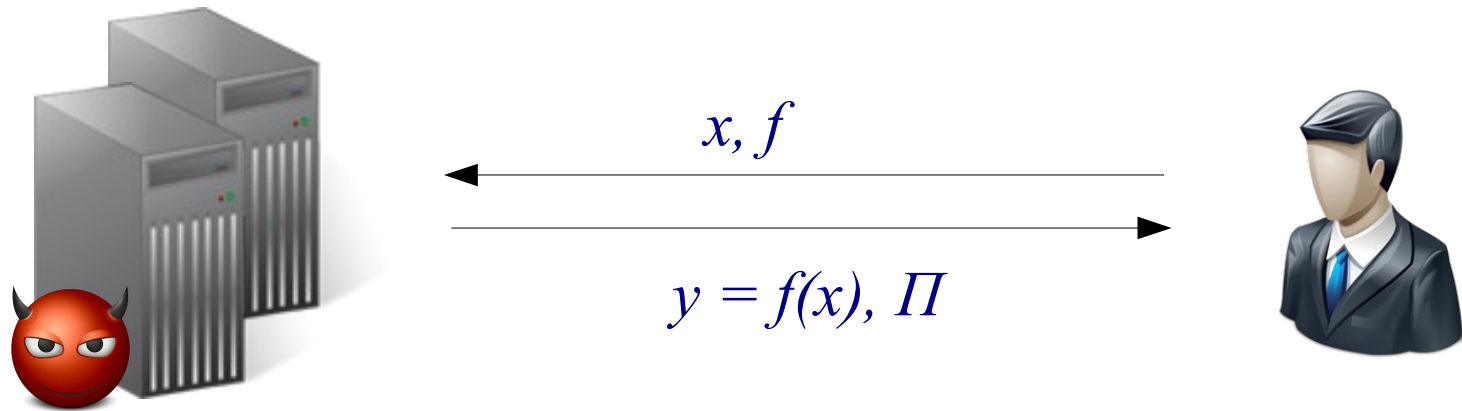 x, f
y = f(x), Π